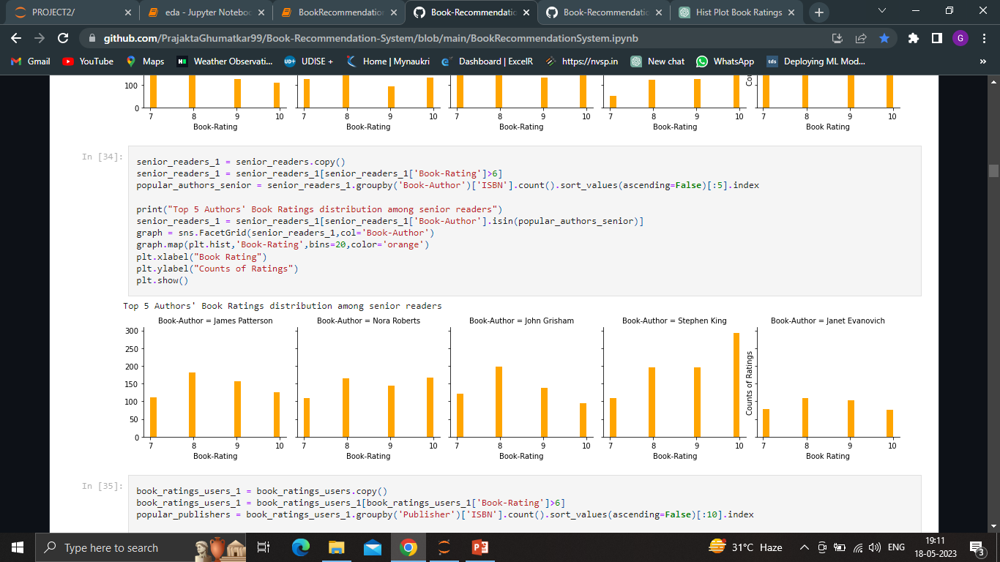 PROJECT2/
eda - Jupyter Noteboo
BookRecommendation
Book-Recommendatio
Book-Recommendatio
Hist Plot Book Ratings
github.com/PrajaktaGhumatkar99/Book-Recommendation-System/blob/main/BookRecommendationSystem.ipynb
G
Gmail
YouTube
Maps
Weather Observati...
UD+ UDISE +
Home | Mynaukri
Dashboard | ExcelR
https://nvsp.in
New chat
WhatsApp
tds Deploying ML Mod...
»
100
0
7 8 9 10 7 8 9 10 7 8 9 10 7 8 9 10 7 8 9 10
Book-Rating Book-Rating Book-Rating Book-Rating Book Rating
In [34]:
senior_readers_1 = senior_readers.copy()
senior_readers_1 = senior_readers_1[senior_readers_1['Book-Rating']>6]
popular_authors_senior = senior_readers_1.groupby('Book-Author')['ISBN'].count().sort_values(ascending=False)[:5].index
print("Top 5 Authors' Book Ratings distribution among senior readers")
senior_readers_1 = senior_readers_1[senior_readers_1['Book-Author'].isin(popular_authors_senior)]
graph = sns.FacetGrid(senior_readers_1,col='Book-Author')
graph.map(plt.hist,'Book-Rating',bins=20,color='orange')
plt.xlabel("Book Rating")
plt.ylabel("Counts of Ratings")
plt.show()
Top 5 Authors' Book Ratings distribution among senior readers
Book-Author = James Patterson Book-Author = Nora Roberts Book-Author = John Grisham Book-Author = Stephen King Book-Author = Janet Evanovich
300
250
200
150
100
50
0
Counts of Ratings
7 8 9 10 7 8 9 10 7 8 9 10 7 8 9 10 7 8 9 10
Book-Rating Book-Rating Book-Rating Book-Rating Book Rating
In [35]:
book_ratings_users_1 = book_ratings_users.copy()
book_ratings_users_1 = book_ratings_users_1[book_ratings_users_1['Book-Rating']>6]
popular_publishers = book_ratings_users_1.groupby('Publisher')['ISBN'].count().sort_values(ascending=False)[:10].index
Type here to search
31°C Haze
ENG
19:11
18-05-2023
3